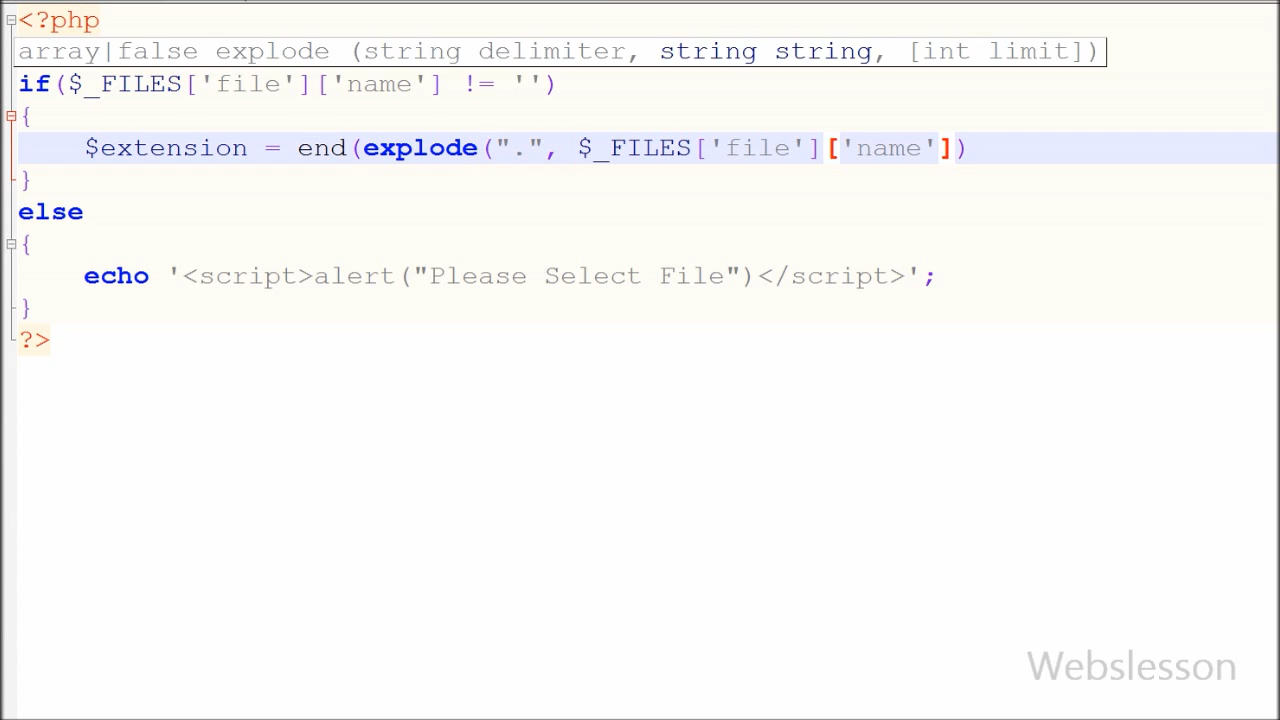 <?php
array|false explode (string delimiter, string string, [int limit])
if($_FILES['file']['name'] != '')
{
    $extension = end(explode(".", $_FILES['file']['name'])
}
else
{
    echo '<script>alert("Please Select File")</script>';
}
?>
Webslesson